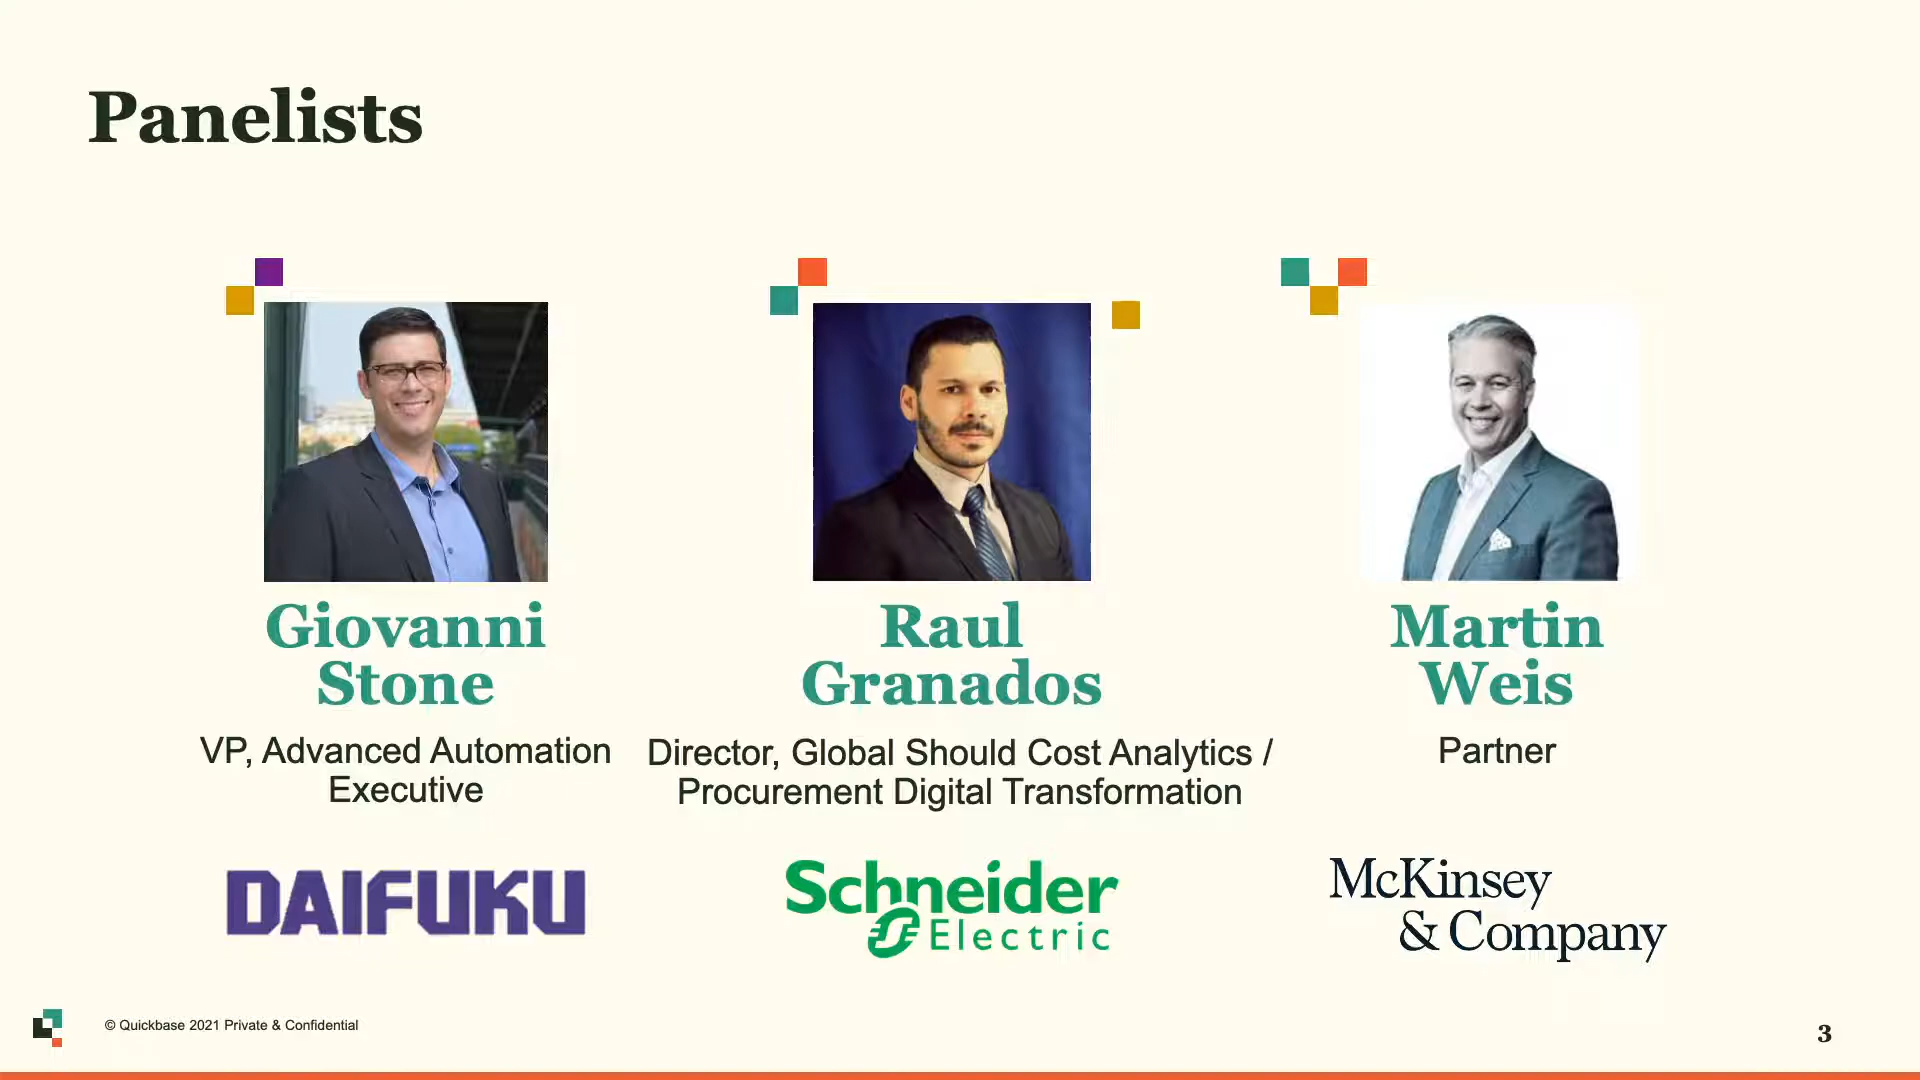 Panelists
Giovanni
Stone
VP, Advanced Automation
Executive
DAIFUKU
Raul
Granados
Director, Global Should Cost Analytics /
Procurement Digital Transformation
Schneider
Electric
Martin
Weis
Partner
McKinsey
& Company
© Quickbase 2021 Private & Confidential
3